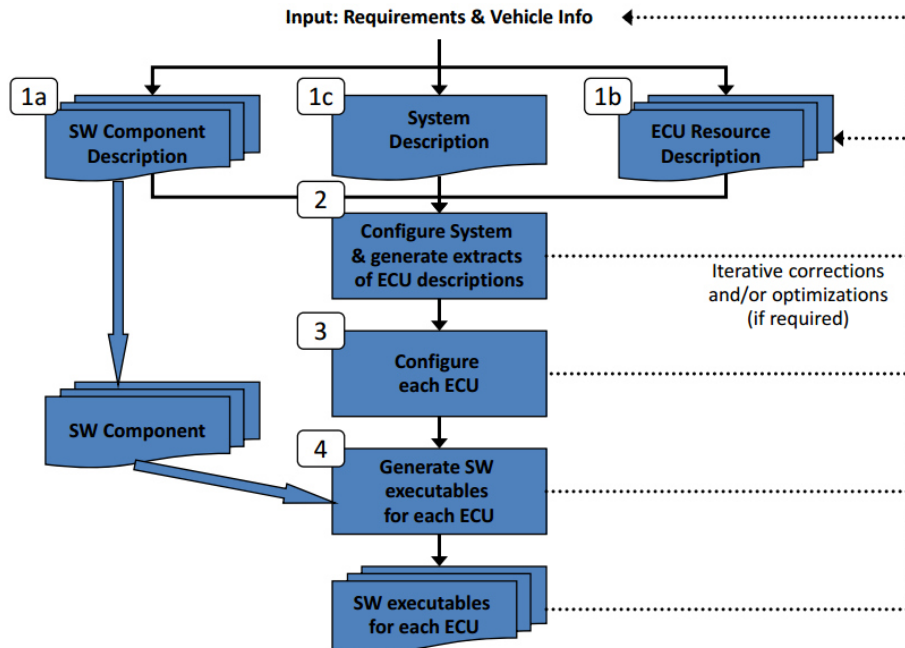 Input: Requirements & Vehicle Info
1a
SW Component
Description
1c
System
Description
1b
ECU Resource
Description
2
Configure System
& generate extracts
of ECU descriptions
Iterative corrections
and/or optimizations
(if required)
3
Configure
each ECU
SW Component
4
Generate SW
executables
for each ECU
SW executables
for each ECU